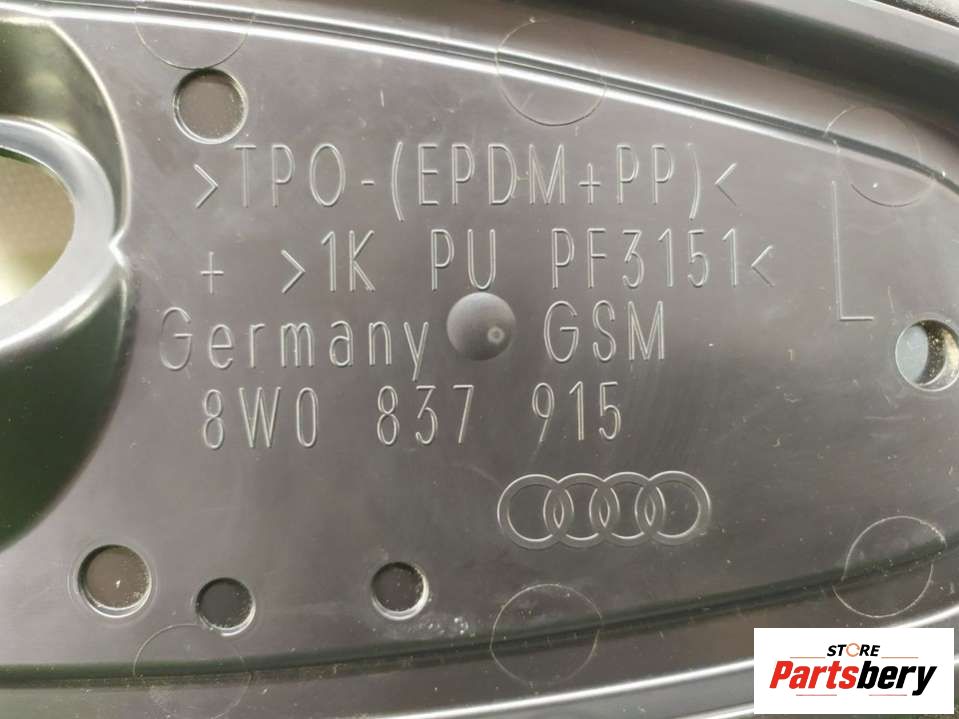 >TPO-(EPDM+PP)<
+ >1K PU PF3151<
Germany GSM
8W0 837 915
L
STORE
Partsbery